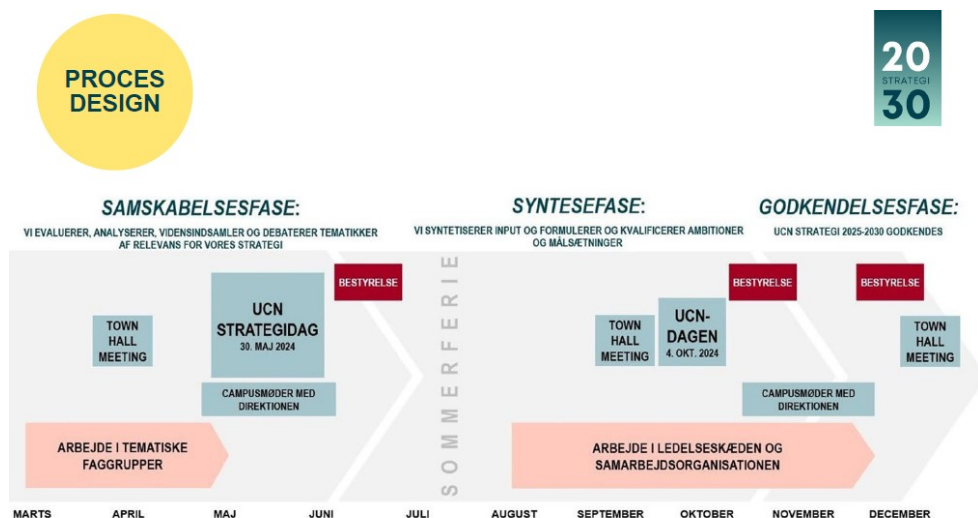 PROCES
DESIGN
20
STRATEGI
30
SAMSKABELSESFASE:
VI EVALUERER, ANALYSERER, VIDENSINDSAMLER OG DEBATERER TEMATIKKER
AF RELEVANS FOR VORES STRATEGI
SYNTESEFASE:
VI SYNTETISERER INPUT OG FORMULERER OG KVALIFICERER AMBITIONER
OG MÅLSÆTNINGER
GODKENDELSESFASE:
UCN STRATEGI 2025-2030 GODKENDES
TOWN
HALL
MEETING
UCN
STRATEGIDAG
30. MAJ 2024
BESTYRELSE
CAMPUSMØDER MED
DIREKTIONEN
ARBEJDE I TEMATISKE
FAGGRUPPER
SOMMERFERIE
TOWN
HALL
MEETING
UCN-
DAGEN
4. OKT. 2024
BESTYRELSE
BESTYRELSE
TOWN
HALL
MEETING
CAMPUSMØDER MED
DIREKTIONEN
ARBEJDE I LEDELSESKÆDEN OG
SAMARBEJDSORGANISATIONEN
MARTS APRIL MAJ JUNI JULI AUGUST SEPTEMBER OKTOBER NOVEMBER DECEMBER